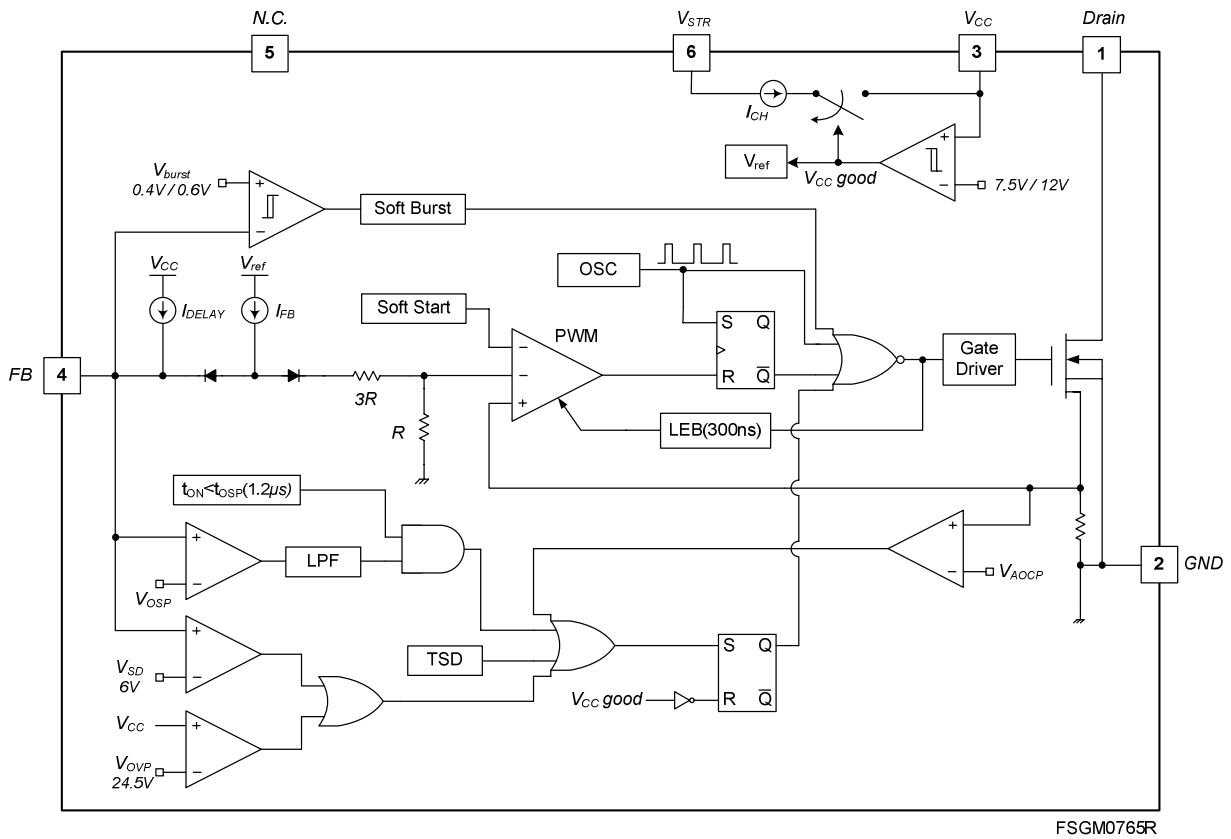 N.C.
V_STR
V_CC
Drain
5
6
3
1
I_CH
V_ref
V_CC good
+
−
7.5V / 12V
V_burst
0.4V / 0.6V
+
−
Soft Burst
OSC
V_CC
V_ref
I_DELAY
I_FB
Soft Start
PWM
−
−
+
S
Q
R
Q̅
Gate
Driver
FB
4
3R
R
LEB(300ns)
t_ON<t_OSP(1.2µs)
+
−
V_OSP
LPF
+
−
V_AOCP
2
GND
+
−
V_SD
6V
TSD
S
Q
R
Q̅
V_CC good
V_CC
+
−
V_OVP
24.5V
FSGM0765R